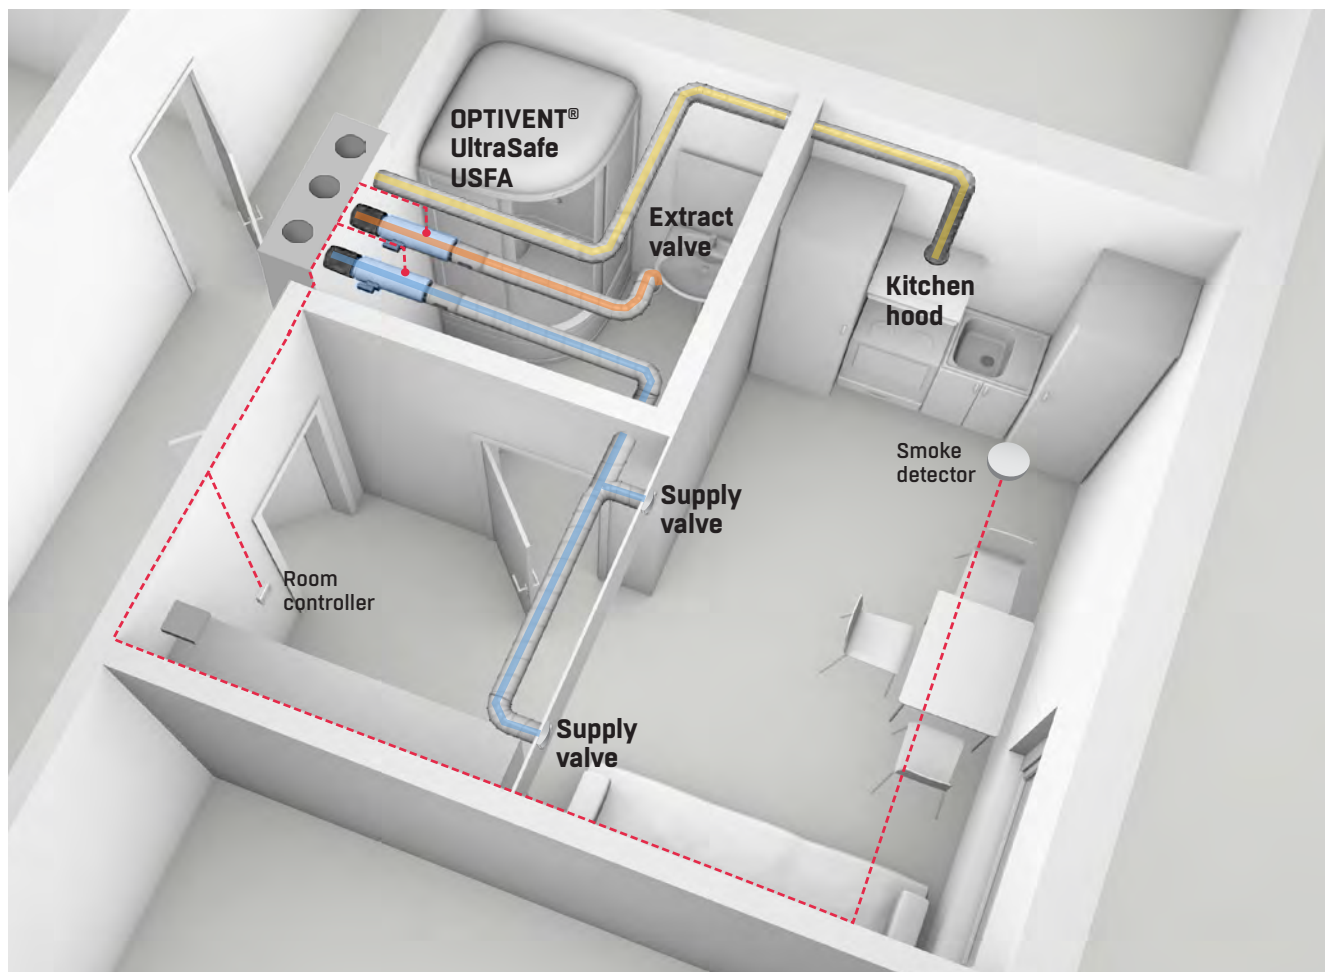 OPTIVENT®
UltraSafe
USFA
Extract
valve
Kitchen
hood
Smoke
detector
Supply
valve
Room
controller
Supply
valve